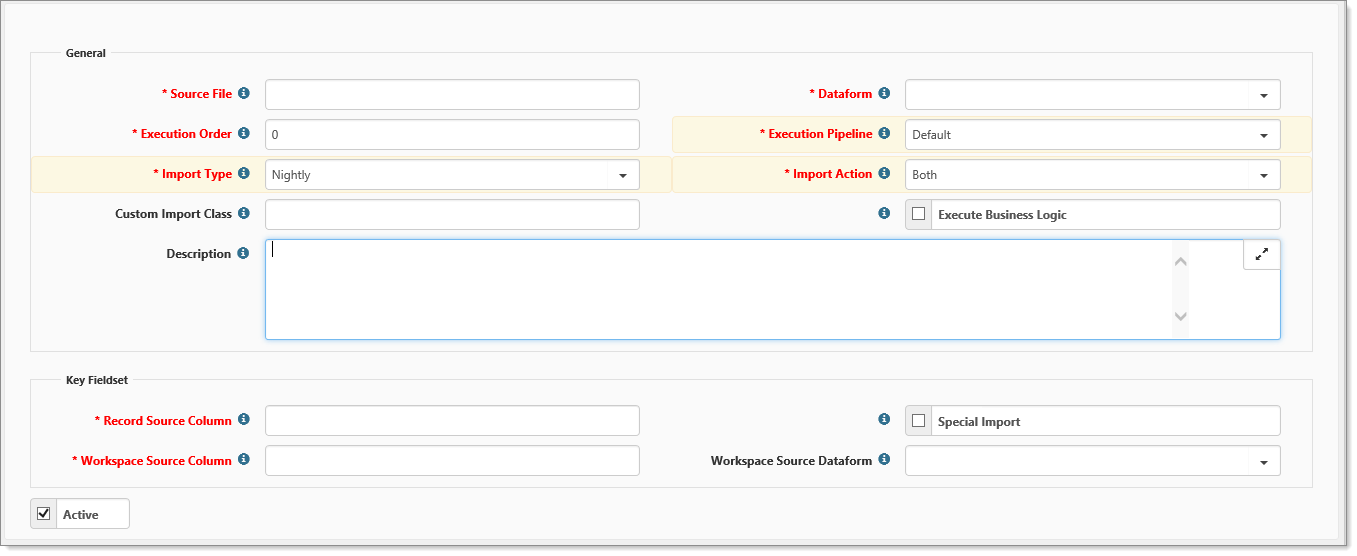 General
* Source File
* Dataform
* Execution Order 0
* Execution Pipeline Default
* Import Type Nightly
* Import Action Both
Custom Import Class
Execute Business Logic
Description
Key Fieldset
* Record Source Column
Special Import
* Workspace Source Column
Workspace Source Dataform
Active